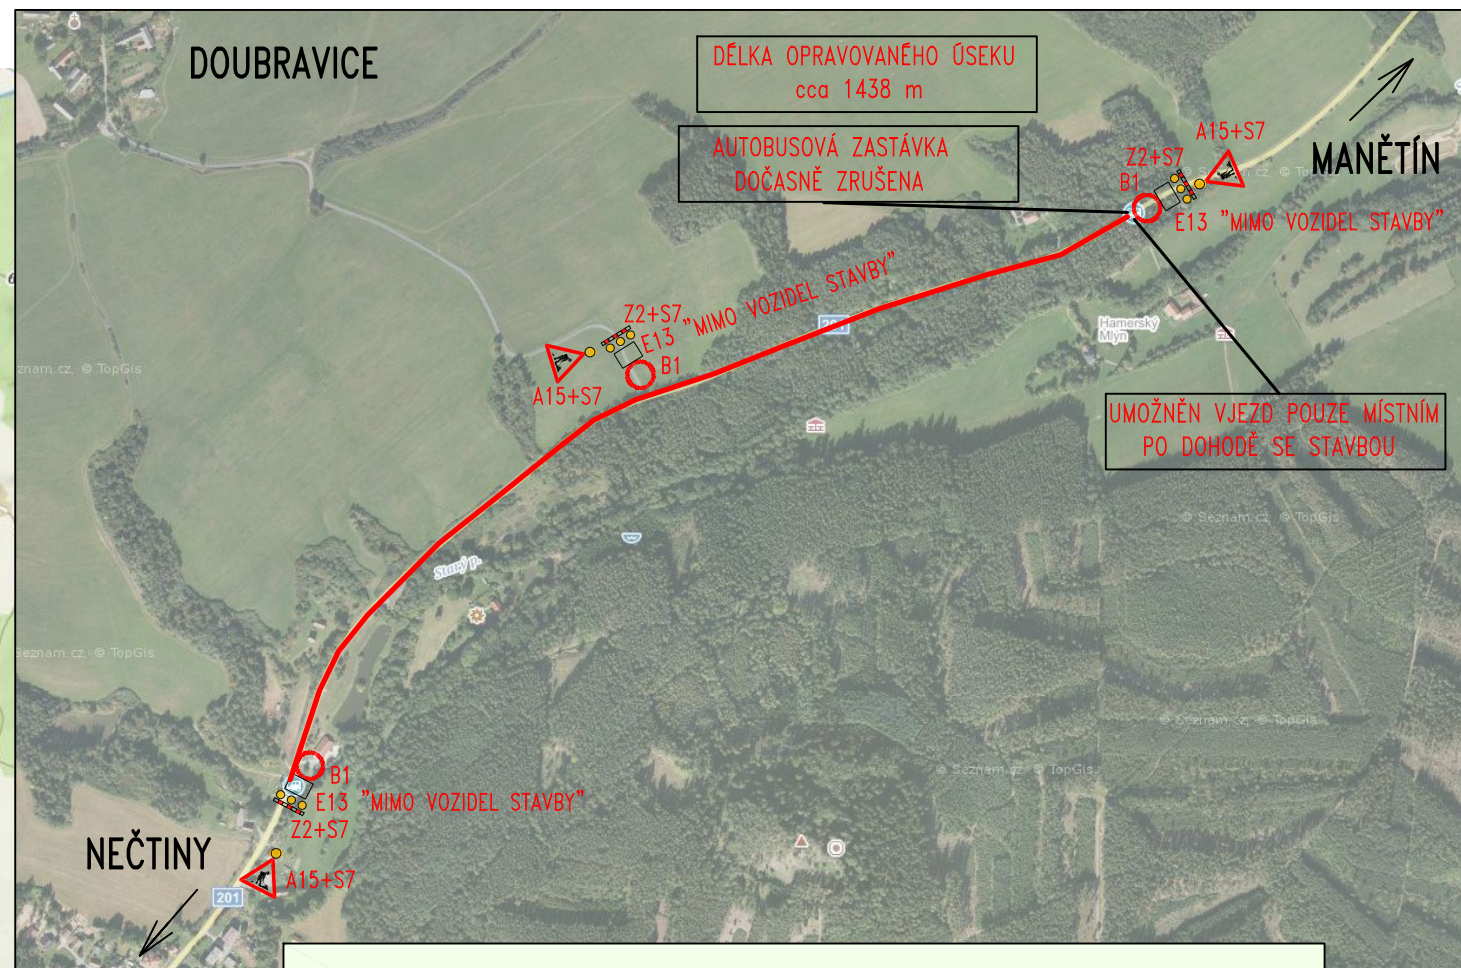 DOUBRAVICE
DÉLKA OPRAVOVANÉHO ÚSEKU
cca 1438 m
AUTOBUSOVÁ ZASTÁVKA
DOČASNĚ ZRUŠENA
A15+S7
Z2+S7
B1
MANĚTÍN
E13 "MIMO VOZIDEL STAVBY"
Z2+S7
E13 "MIMO VOZIDEL STAVBY"
B1
A15+S7
Hamerský
Mlýn
znam.cz, © TopGis
UMOŽNĚN VJEZD POUZE MÍSTNÍM
PO DOHODĚ SE STAVBOU
© Seznam.cz, © TopGis
Starý p.
Seznam.cz, © TopGis
© Seznam.cz, © TopGis
© Seznam.cz, © TopGis
B1
E13 "MIMO VOZIDEL STAVBY"
Z2+S7
NEČTINY
A15+S7
201